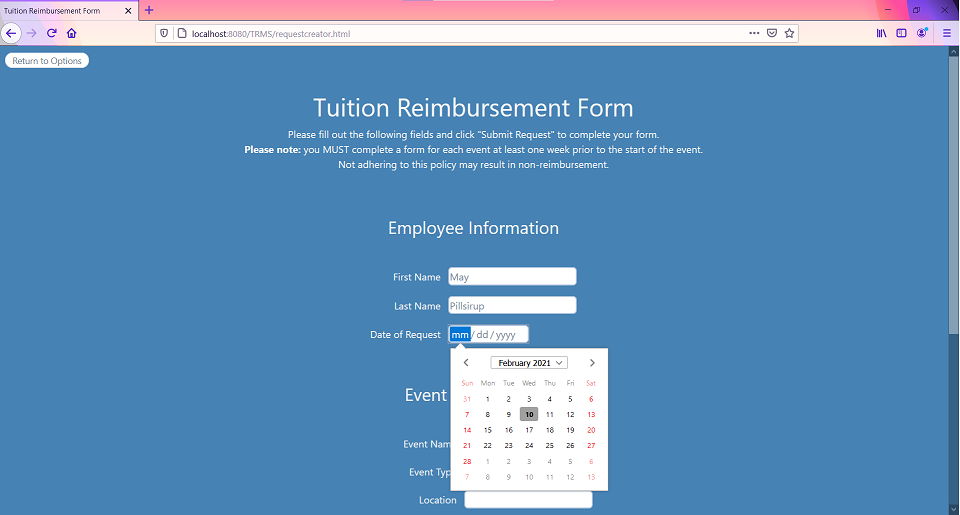 Tuition Reimbursement Form
localhost:8080/TRMS/requestcreator.html
Return to Options
Tuition Reimbursement Form
Please fill out the following fields and click "Submit Request" to complete your form.
Please note: you MUST complete a form for each event at least one week prior to the start of the event.
Not adhering to this policy may result in non-reimbursement.
Employee Information
First Name May
Last Name Pillsirup
Date of Request mm / dd / yyyy
February 2021
Sun Mon Tue Wed Thu Fri Sat
31 1 2 3 4 5 6
7 8 9 10 11 12 13
14 15 16 17 18 19 20
21 22 23 24 25 26 27
28 1 2 3 4 5 6
7 8 9 10 11 12 13
Event
Event Nam
Event Typ
Location